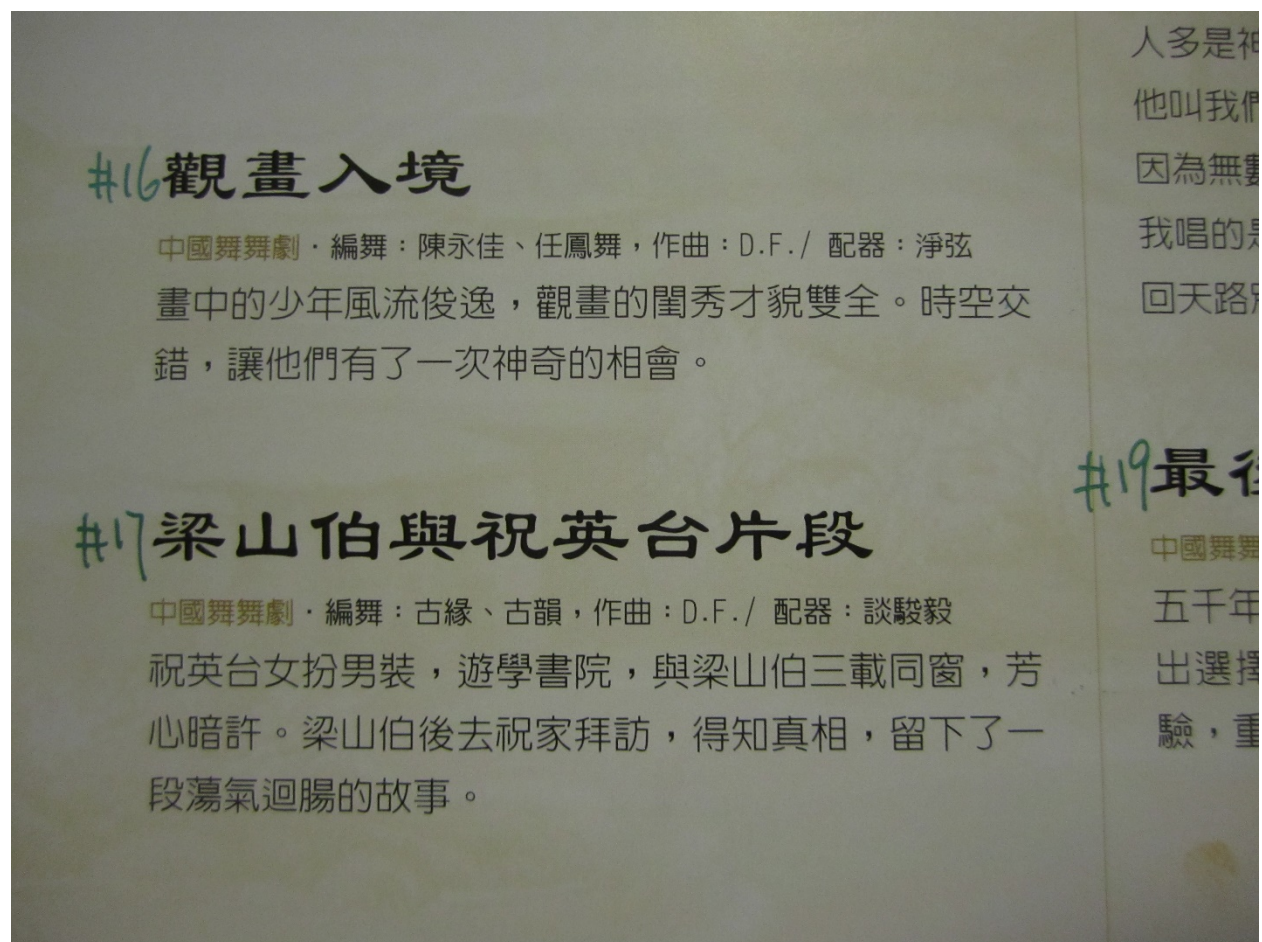 #16觀畫入境
中國舞舞劇·編舞：陳永佳、任鳳舞，作曲：D.F./ 配器：淨弦
畫中的少年風流俊逸，觀畫的閨秀才貌雙全。時空交
錯，讓他們有了一次神奇的相會。
#17梁山伯與祝英台片段
中國舞舞劇·編舞：古緣、古韻，作曲：D.F./ 配器：談駿毅
祝英台女扮男裝，遊學書院，與梁山伯三載同窗，芳
心暗許。梁山伯後去祝家拜訪，得知真相，留下了一
段蕩氣迴腸的故事。
人多是神
他叫我們
因為無數
我唱的是
回天路
#19最後
中國舞舞
五千年
出選擇
驗，重